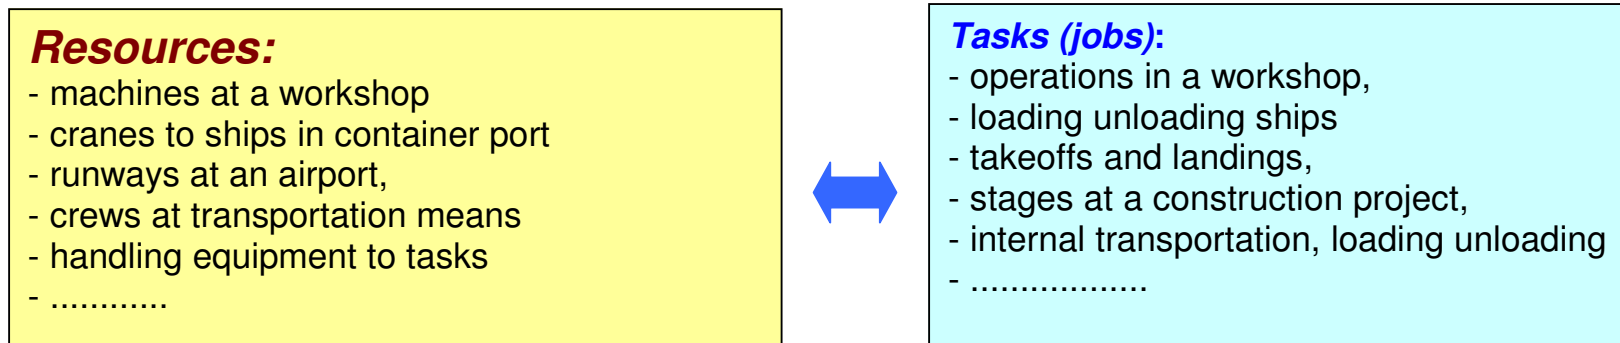 Resources:
- machines at a workshop
- cranes to ships in container port
- runways at an airport,
- crews at transportation means
- handling equipment to tasks
- ............
Tasks (jobs):
- operations in a workshop,
- loading unloading ships
- takeoffs and landings,
- stages at a construction project,
- internal transportation, loading unloading
- ..................